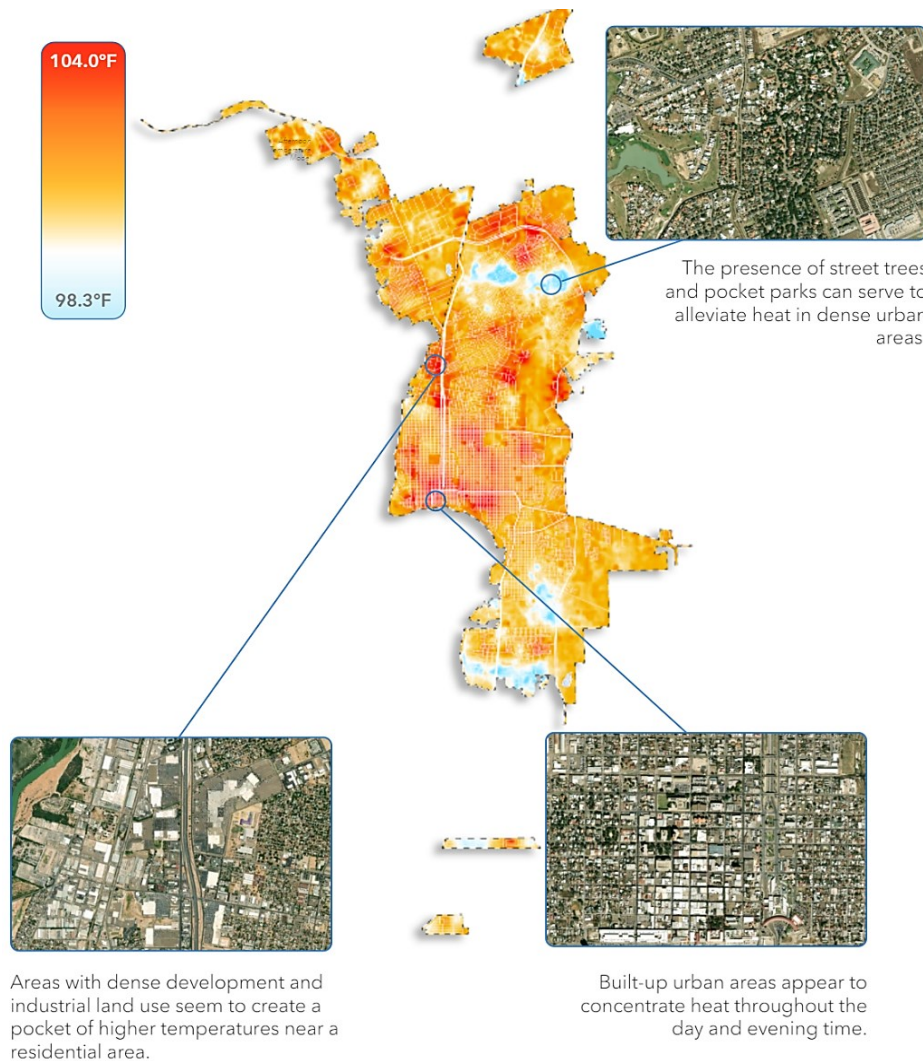 104.0°F
98.3°F
The presence of street trees
and pocket parks can serve to
alleviate heat in dense urban
areas
Areas with dense development and
industrial land use seem to create a
pocket of higher temperatures near a
residential area.
Built-up urban areas appear to
concentrate heat throughout the
day and evening time.